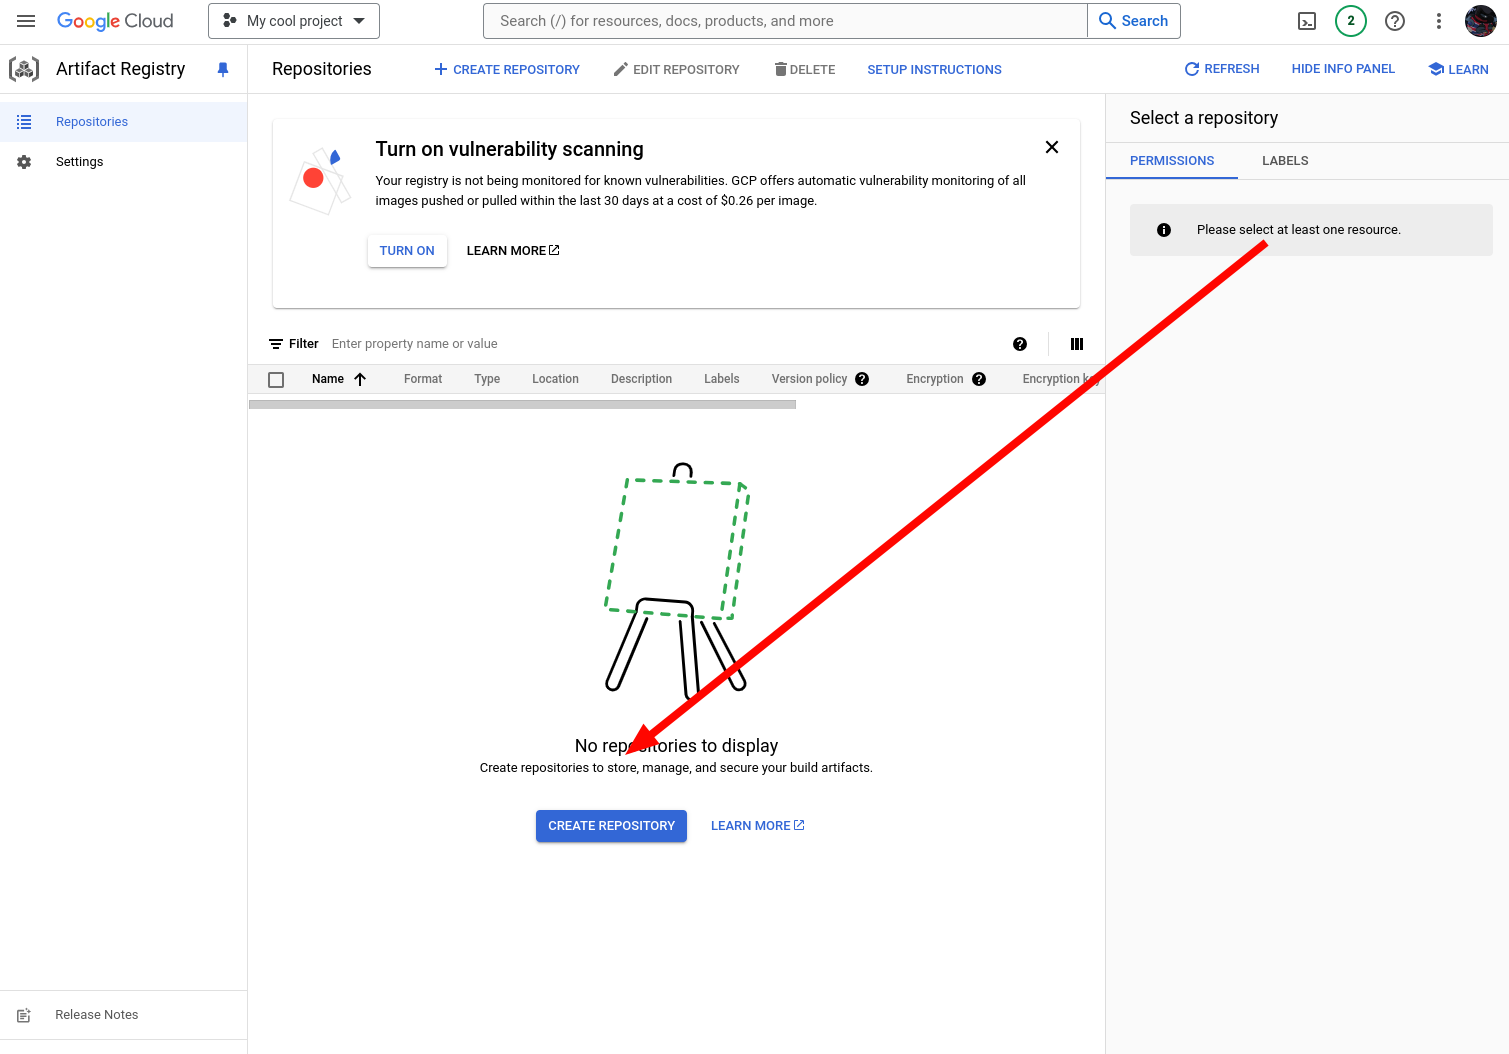 Google Cloud
My cool project
Search (/) for resources, docs, products, and more
Search
2
Artifact Registry
Repositories
CREATE REPOSITORY
EDIT REPOSITORY
DELETE
SETUP INSTRUCTIONS
REFRESH
HIDE INFO PANEL
LEARN
Repositories
Settings
Turn on vulnerability scanning
Your registry is not being monitored for known vulnerabilities. GCP offers automatic vulnerability monitoring of all
images pushed or pulled within the last 30 days at a cost of $0.26 per image.
TURN ON
LEARN MORE
Filter
Enter property name or value
Name
Format
Type
Location
Description
Labels
Version policy
Encryption
Encryption key
No repositories to display
Create repositories to store, manage, and secure your build artifacts.
CREATE REPOSITORY
LEARN MORE
Select a repository
PERMISSIONS
LABELS
Please select at least one resource.
Release Notes